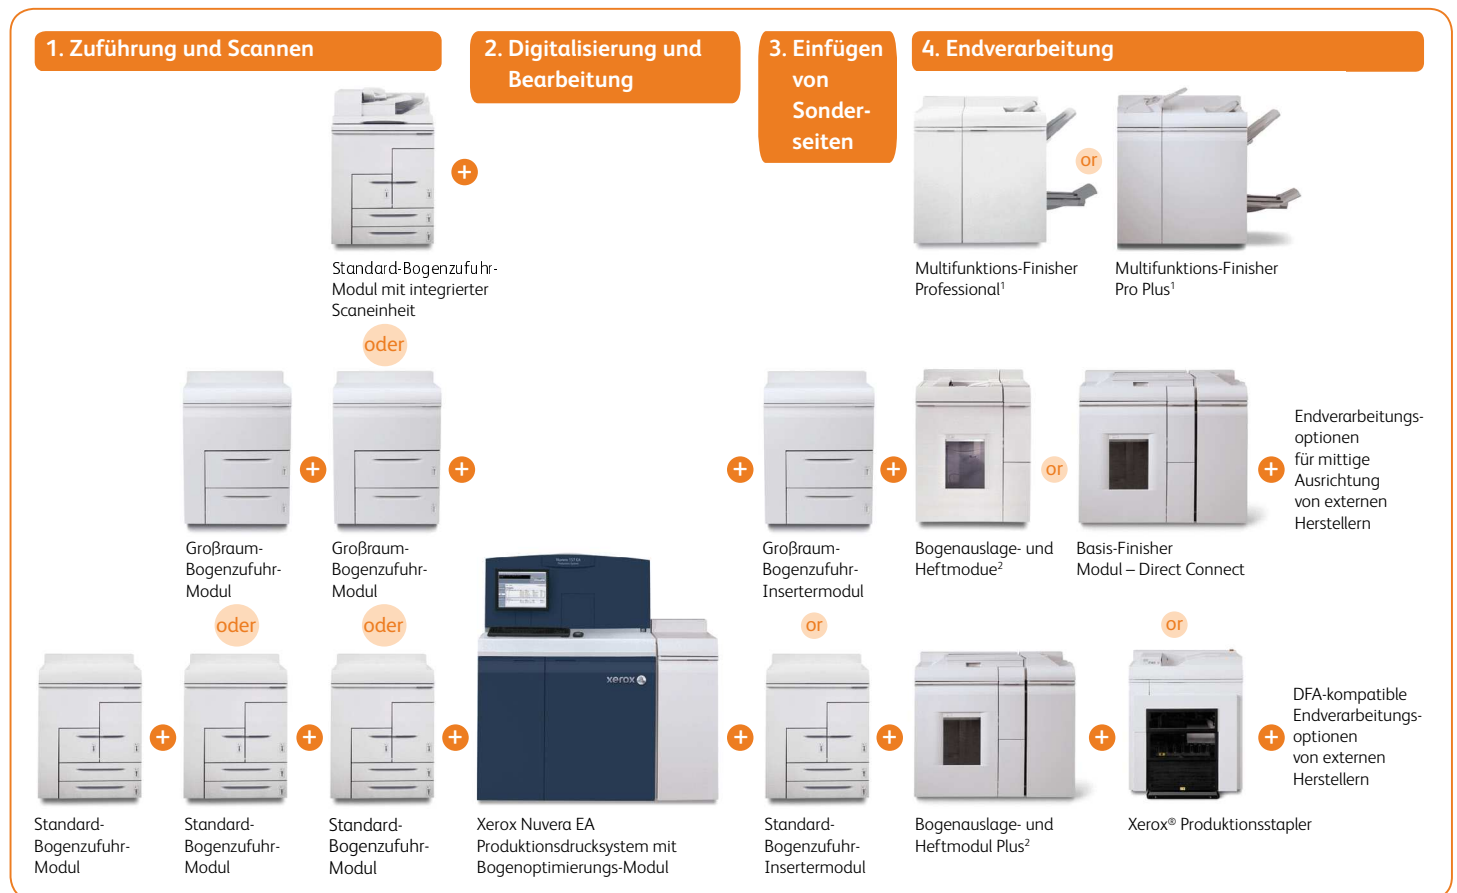 1. Zuführung und Scannen
2. Digitalisierung und
Bearbeitung
3. Einfügen
von
Sonder-
seiten
4. Endverarbeitung
or
Standard-Bogenzufuhr-
Modul mit integrierter
Scaneinheit
Multifunktions-Finisher
Professional¹
Multifunktions-Finisher
Pro Plus¹
oder
or
Endverarbeitungs-
optionen
für mittige
Ausrichtung
von externen
Herstellern
Großraum-
Bogenzufuhr-
Modul
Großraum-
Bogenzufuhr-
Modul
Großraum-
Bogenzufuhr-
Insertermodul
Bogenauslage- und
Heftmodue²
Basis-Finisher
Modul – Direct Connect
oder
oder
or
or
xerox
DFA-kompatible
Endverarbeitungs-
optionen
von externen
Herstellern
Standard-
Bogenzufuhr-
Modul
Standard-
Bogenzufuhr-
Modul
Standard-
Bogenzufuhr-
Modul
Xerox Nuvera EA
Produktionsdrucksystem mit
Bogenoptimierungs-Modul
Standard-
Bogenzufuhr-
Insertermodul
Bogenauslage- und
Heftmodul Plus²
Xerox® Produktionsstapler